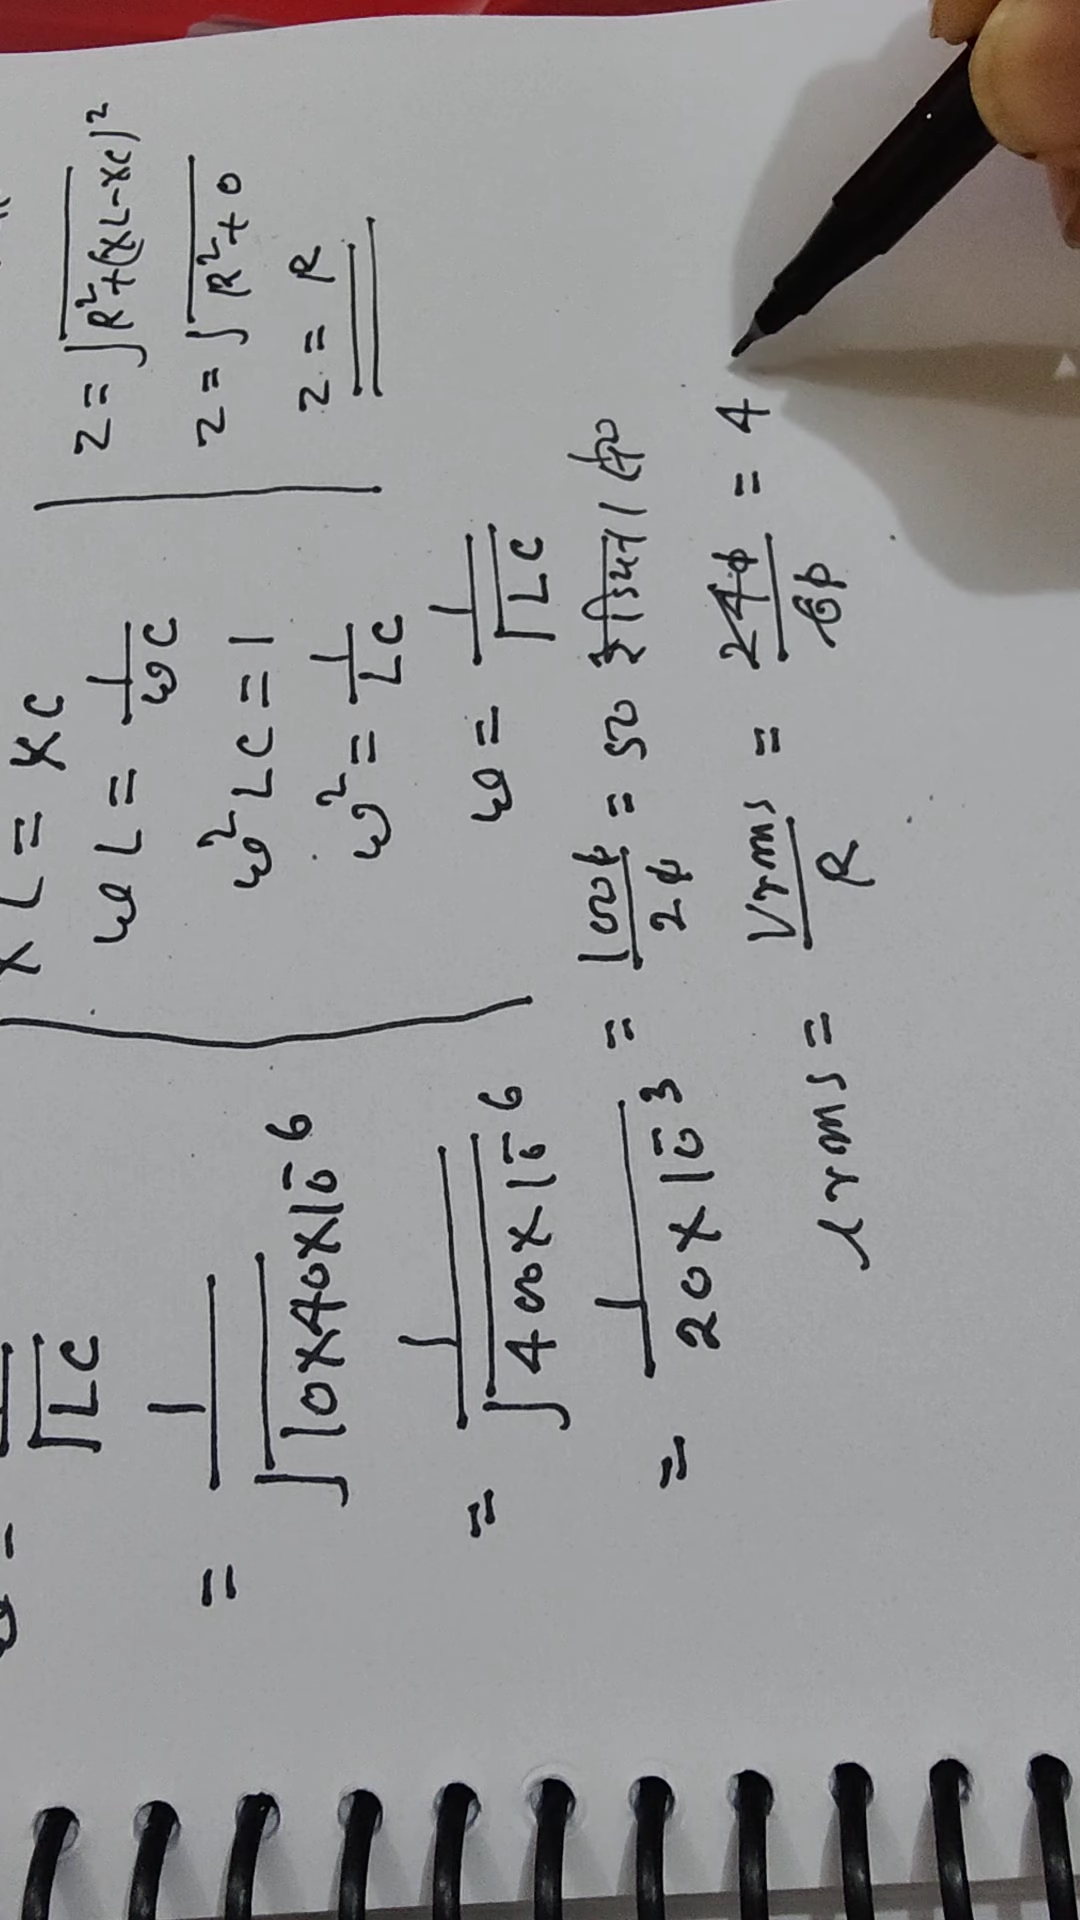 XL = XC
ωL = 1/ωC
ω²LC = 1
ω² = 1/LC
ω = 1/√LC
Z = √R²+(XL-XC)²
Z = √R²+0
Z = R
√LC
= 1/√10×40×10⁻⁶
= 1/√400×10⁻⁶
= 1/20×10⁻³ = 1000/20 = 50 रेडियन/से०
Irms = Vrms/R = 240/60 = 4